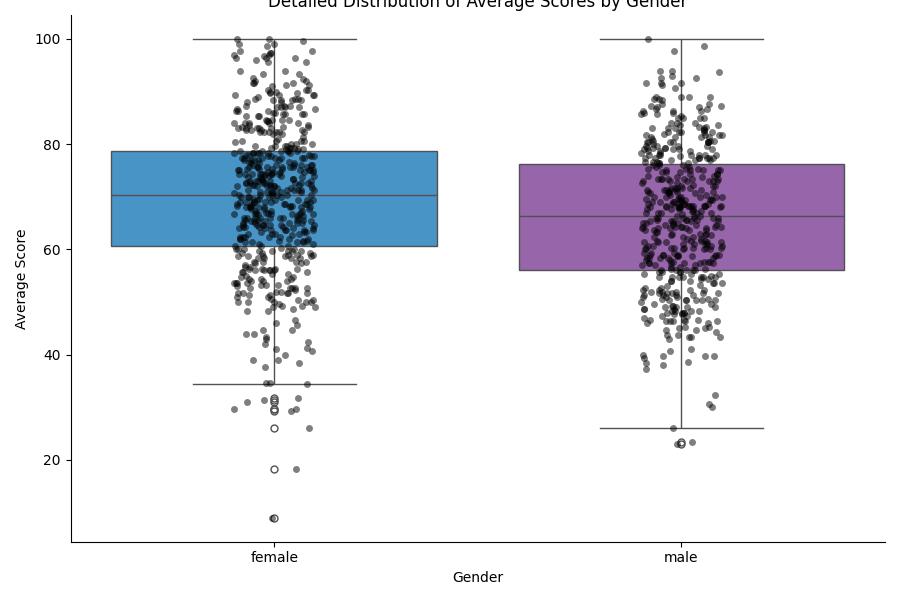 Detailed Distribution of Average Scores by Gender
100
80
60
40
20
Average Score
female
male
Gender